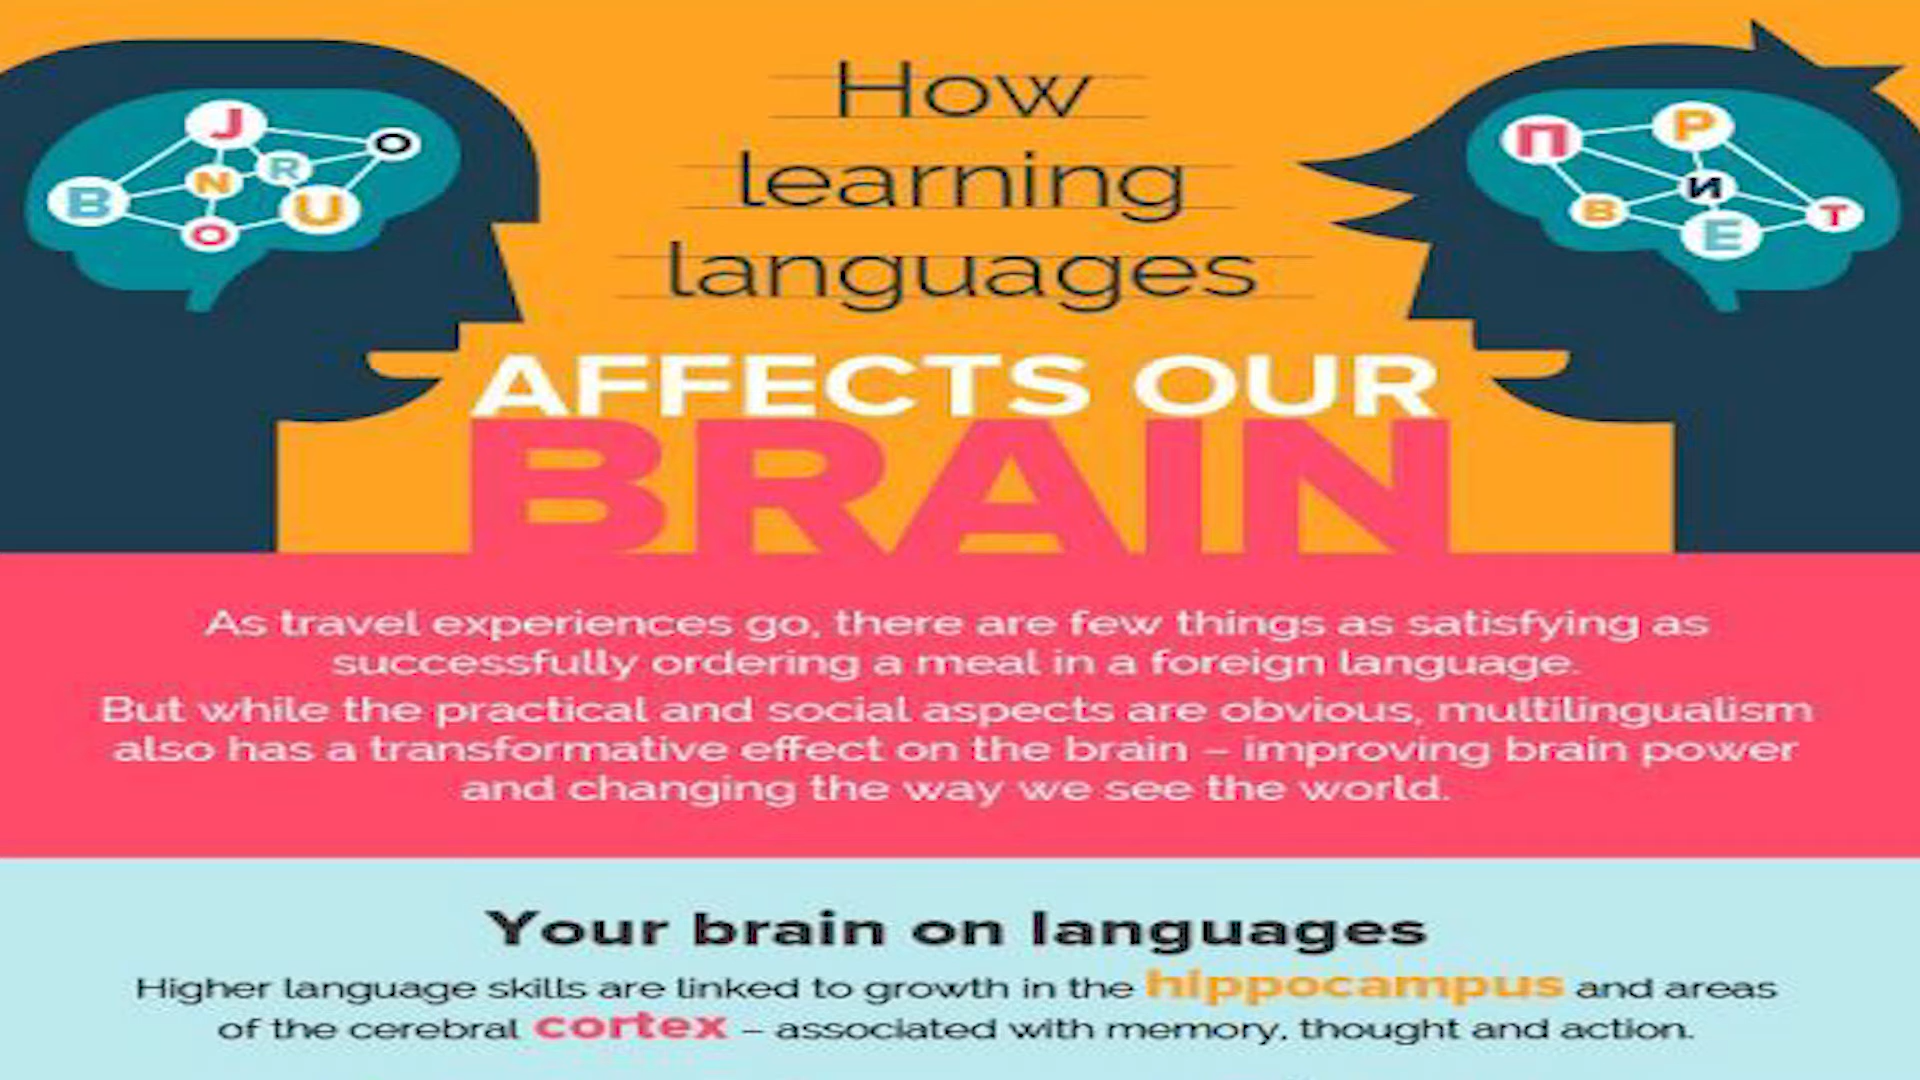 J
O
R
N
B
U
O
How
learning
languages
AFFECTS OUR
BRAIN
П
Р
И
В
Е
Т
As travel experiences go, there are few things as satisfying as
successfully ordering a meal in a foreign language.
But while the practical and social aspects are obvious, multilingualism
also has a transformative effect on the brain – improving brain power
and changing the way we see the world.
Your brain on languages
Higher language skills are linked to growth in the hippocampus and areas
of the cerebral cortex – associated with memory, thought and action.